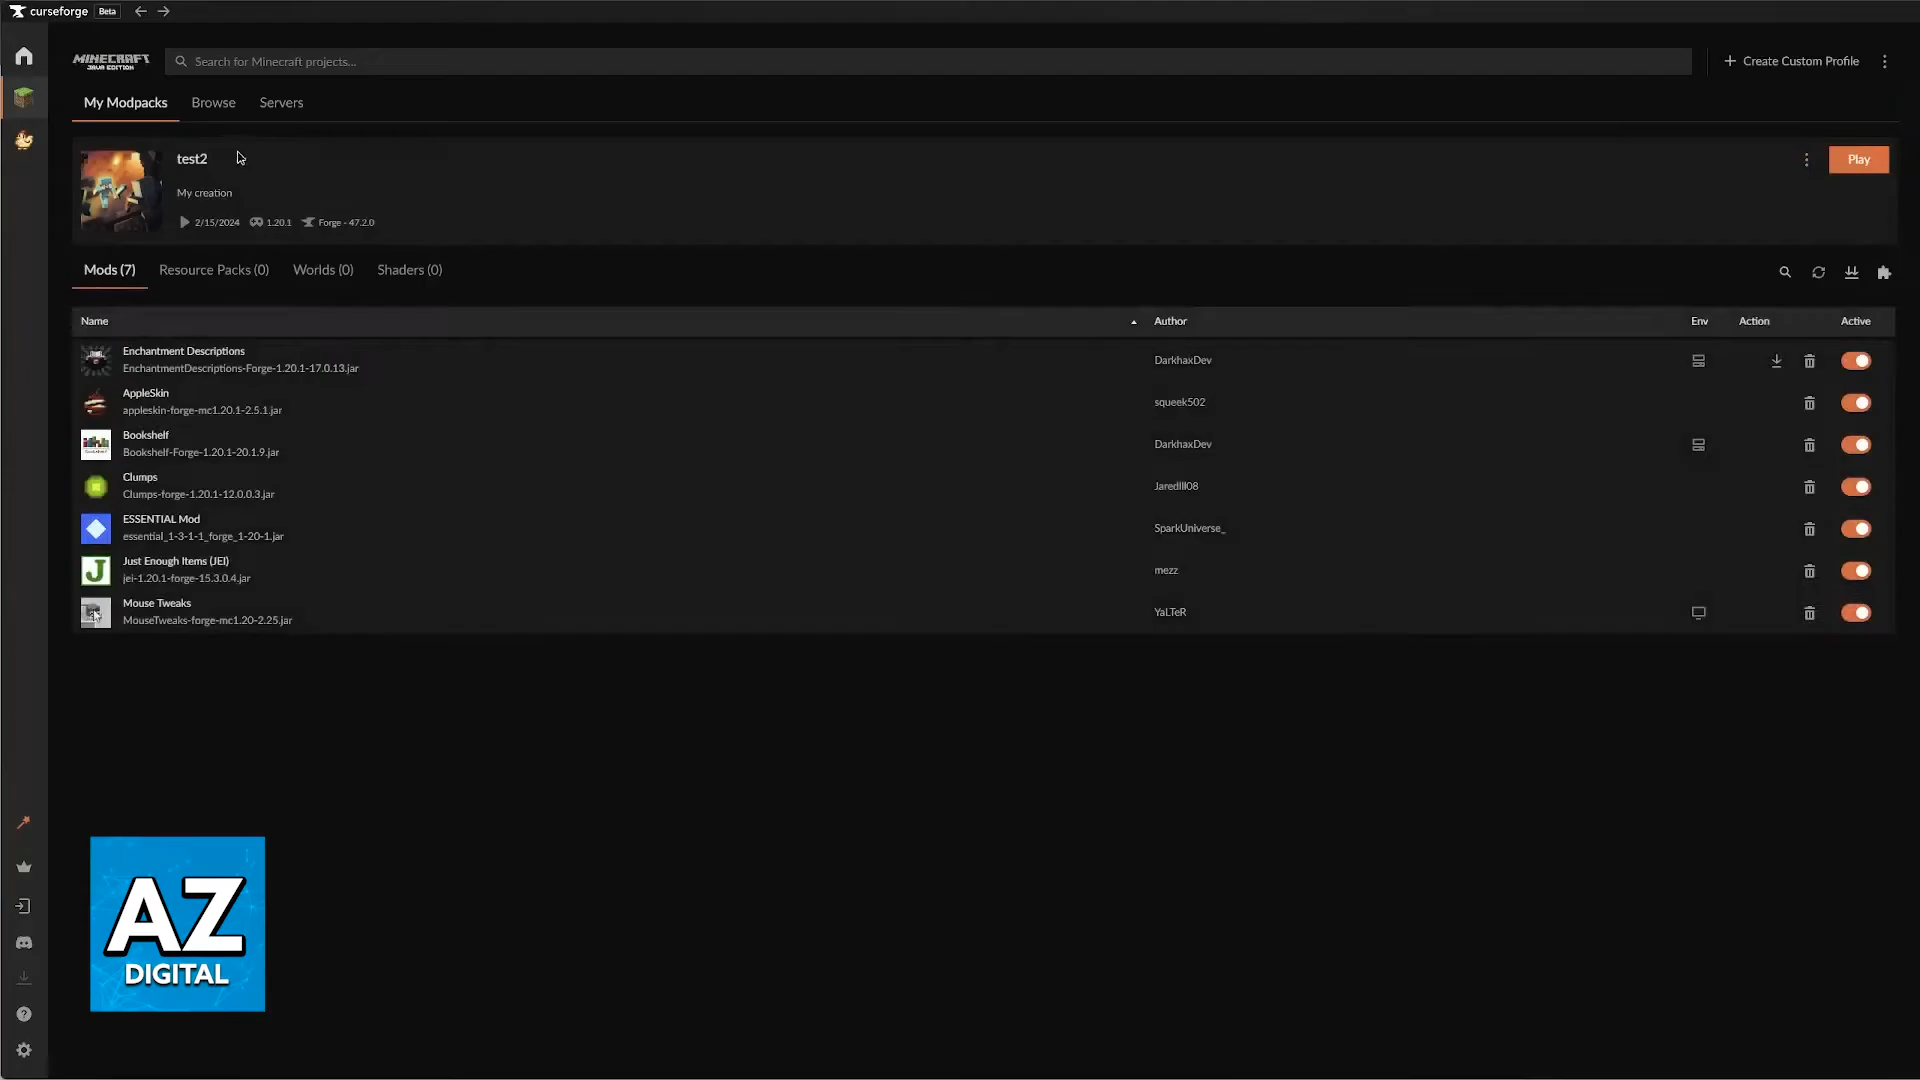 curseforge Beta
MINECRAFT
JAVA EDITION
Search for Minecraft projects...
Create Custom Profile
My Modpacks Browse Servers
test2
Play
My creation
2/15/2024 1.20.1 Forge - 47.2.0
Mods (7) Resource Packs (0) Worlds (0) Shaders (0)
Name Author Env Action Active
Enchantment Descriptions
EnchantmentDescriptions-Forge-1.20.1-17.0.13.jar
DarkhaxDev
AppleSkin
appleskin-forge-mc1.20.1-2.5.1.jar
squeek502
Bookshelf
Bookshelf-Forge-1.20.1-20.1.9.jar
DarkhaxDev
Clumps
Clumps-forge-1.20.1-12.0.0.3.jar
Jaredlll08
ESSENTIAL Mod
essential_1-3-1-1_forge_1-20-1.jar
SparkUniverse_
Just Enough Items (JEI)
jei-1.20.1-forge-15.3.0.4.jar
mezz
Mouse Tweaks
MouseTweaks-forge-mc1.20-2.25.jar
YaLTeR
AZ
DIGITAL